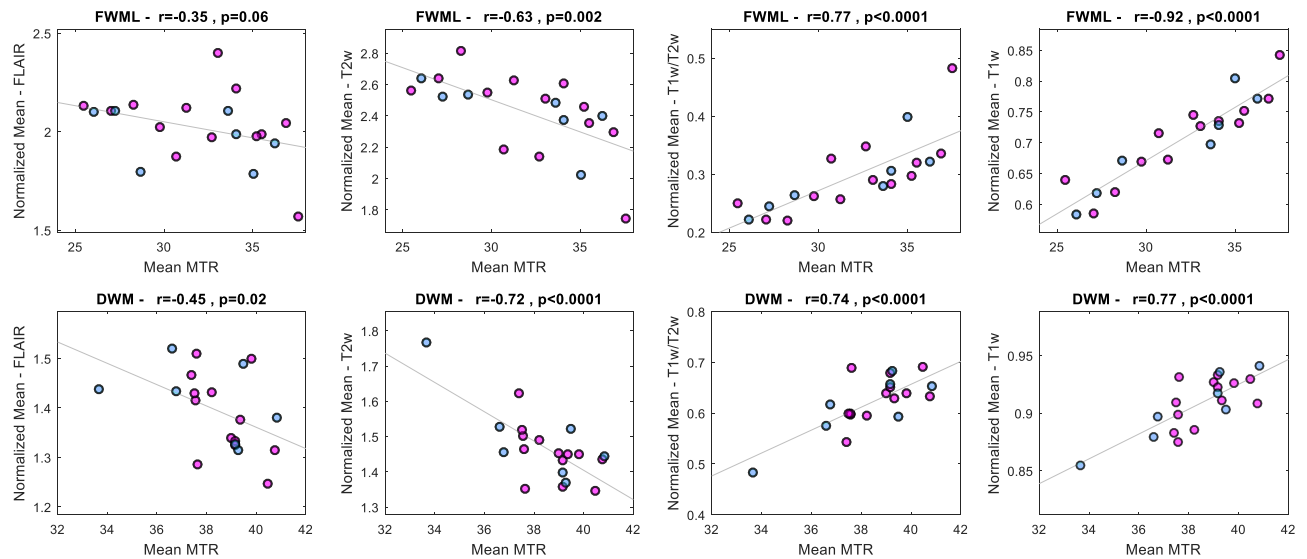 FWML - r=-0.35 , p=0.06
Normalized Mean - FLAIR
2.5
2
1.5
25 30 35
Mean MTR
FWML - r=-0.63 , p=0.002
Normalized Mean - T2w
2.8
2.6
2.4
2.2
2
1.8
25 30 35
Mean MTR
FWML - r=0.77 , p<0.0001
Normalized Mean - T1w/T2w
0.5
0.4
0.3
0.2
25 30 35
Mean MTR
FWML - r=-0.92 , p<0.0001
Normalized Mean - T1w
0.85
0.8
0.75
0.7
0.65
0.6
25 30 35
Mean MTR
DWM - r=-0.45 , p=0.02
Normalized Mean - FLAIR
1.5
1.4
1.3
1.2
32 34 36 38 40 42
Mean MTR
DWM - r=-0.72 , p<0.0001
Normalized Mean - T2w
1.8
1.7
1.6
1.5
1.4
1.3
32 34 36 38 40 42
Mean MTR
DWM - r=0.74 , p<0.0001
Normalized Mean - T1w/T2w
0.8
0.7
0.6
0.5
0.4
32 34 36 38 40 42
Mean MTR
DWM - r=0.77 , p<0.0001
Normalized Mean - T1w
0.95
0.9
0.85
32 34 36 38 40 42
Mean MTR